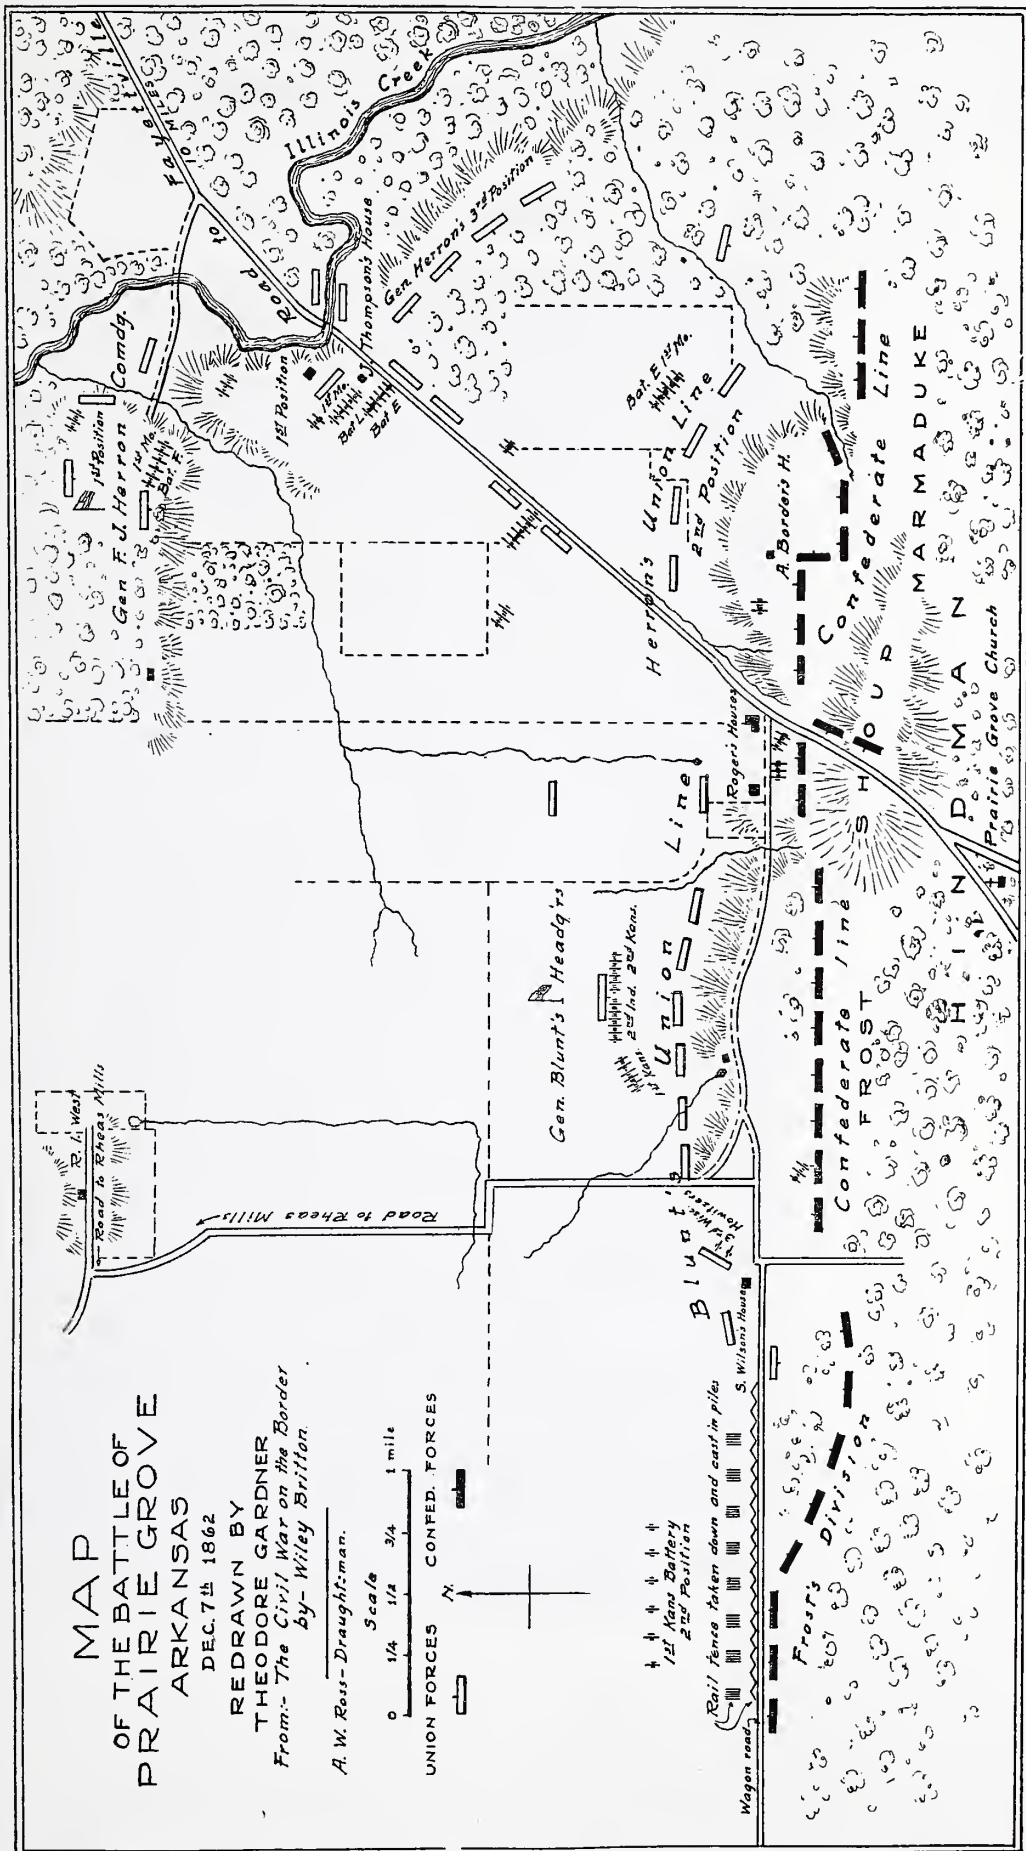 MAP
OF THE BATTLE OF
PRAIRIE GROVE
ARKANSAS
DEC. 7th 1862
REDRAWN BY
THEODORE GARDNER
From:- The Civil War on the Border
by- Wiley Britton.
A. W. Ross- Draughtsman.
Scale
0 1/4 1/2 3/4 1 mile
UNION FORCES CONFED. FORCES
N.
R. I. West
Road to Rheas Mills
Road to Rheas Mills
Gen F. J. Herron Comdg.
1st Position
1st Mo.
Bat. E.
Road to Fayetteville
10 MILES
Illinois Creek
1st Position
1st Mo.
Bat. L.
Bat E
J. Thompson's House
Gen. Herron's 3rd Position
Bat. E 1st Mo.
Herron's Union Line
2nd Position
Gen. Blunt's Headq'rs
1st Kans. 2nd Ind. 2nd Kans.
Blunt's Union Line
2 3rd Wis.
Howitzers
Roger's Houses
A. Border's H.
1st Kans Battery
2nd Position
Rail Fence taken down and cast in piles
S. Wilson's House
Wagon road
Frost's Division
Confederate line
FROST
Confederate Line
SHOUP
MARMADUKE
HINDMAN
Prairie Grove Church